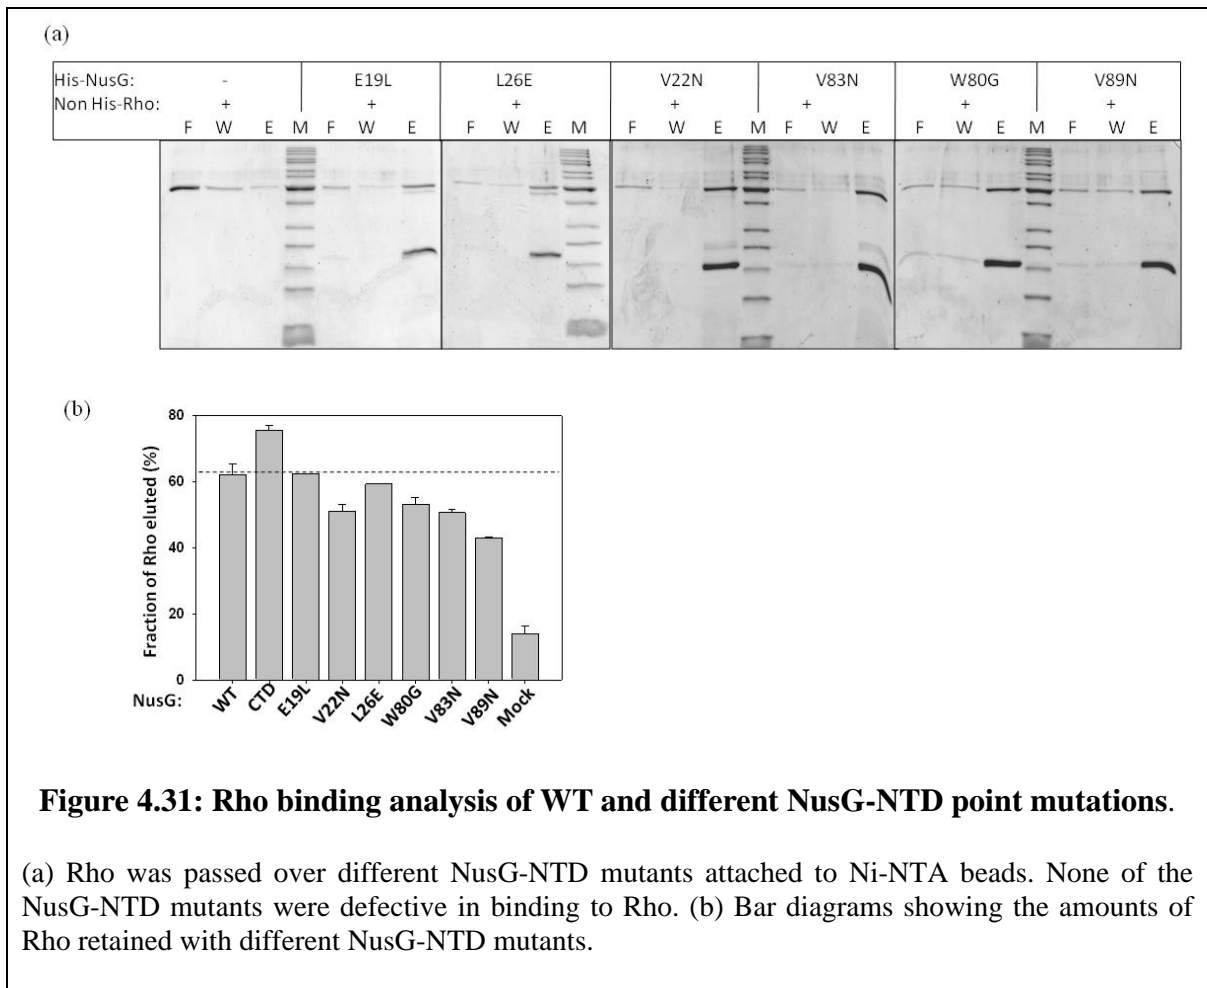 (a)
His-NusG: - E19L L26E V22N V83N W80G V89N
Non His-Rho: + + + + + + +
F W E M F W E F W E M F W E M F W E F W E M F W E
(b)
80
60
40
20
0
Fraction of Rho eluted (%)
NusG: WT CTD E19L V22N L26E W80G V83N V89N Mock
Figure 4.31: Rho binding analysis of WT and different NusG-NTD point mutations.
(a) Rho was passed over different NusG-NTD mutants attached to Ni-NTA beads. None of the
NusG-NTD mutants were defective in binding to Rho. (b) Bar diagrams showing the amounts of
Rho retained with different NusG-NTD mutants.